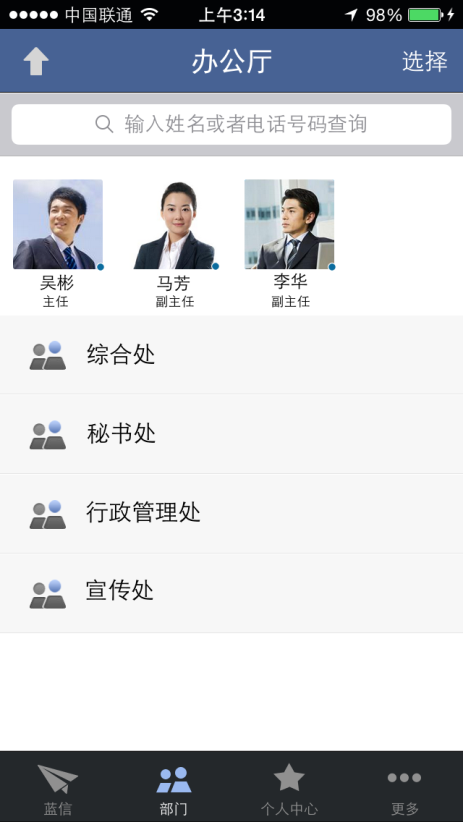 中国联通 上午3:14 98%
办公厅 选择
输入姓名或者电话号码查询
吴彬 马芳 李华
主任 副主任 副主任
综合处
秘书处
行政管理处
宣传处
蓝信 部门 个人中心 更多